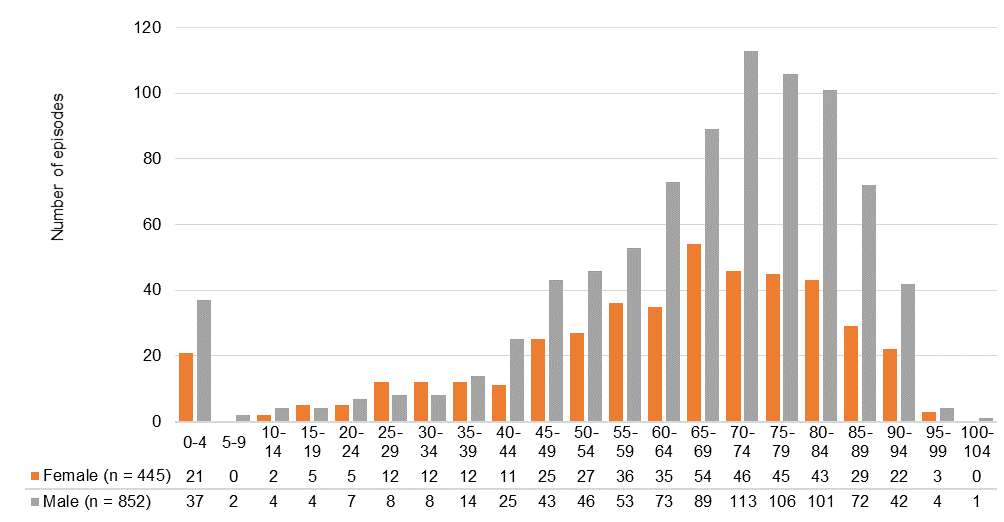 120
100
80
60
40
20
0
Number of episodes
0-4 5-9 10-14 15-19 20-24 25-29 30-34 35-39 40-44 45-49 50-54 55-59 60-64 65-69 70-74 75-79 80-84 85-89 90-94 95-99 100-104
Female (n = 445) 21 0 2 5 5 12 12 12 11 25 27 36 35 54 46 45 43 29 22 3 0
Male (n = 852) 37 2 4 4 7 8 8 14 25 43 46 53 73 89 113 106 101 72 42 4 1